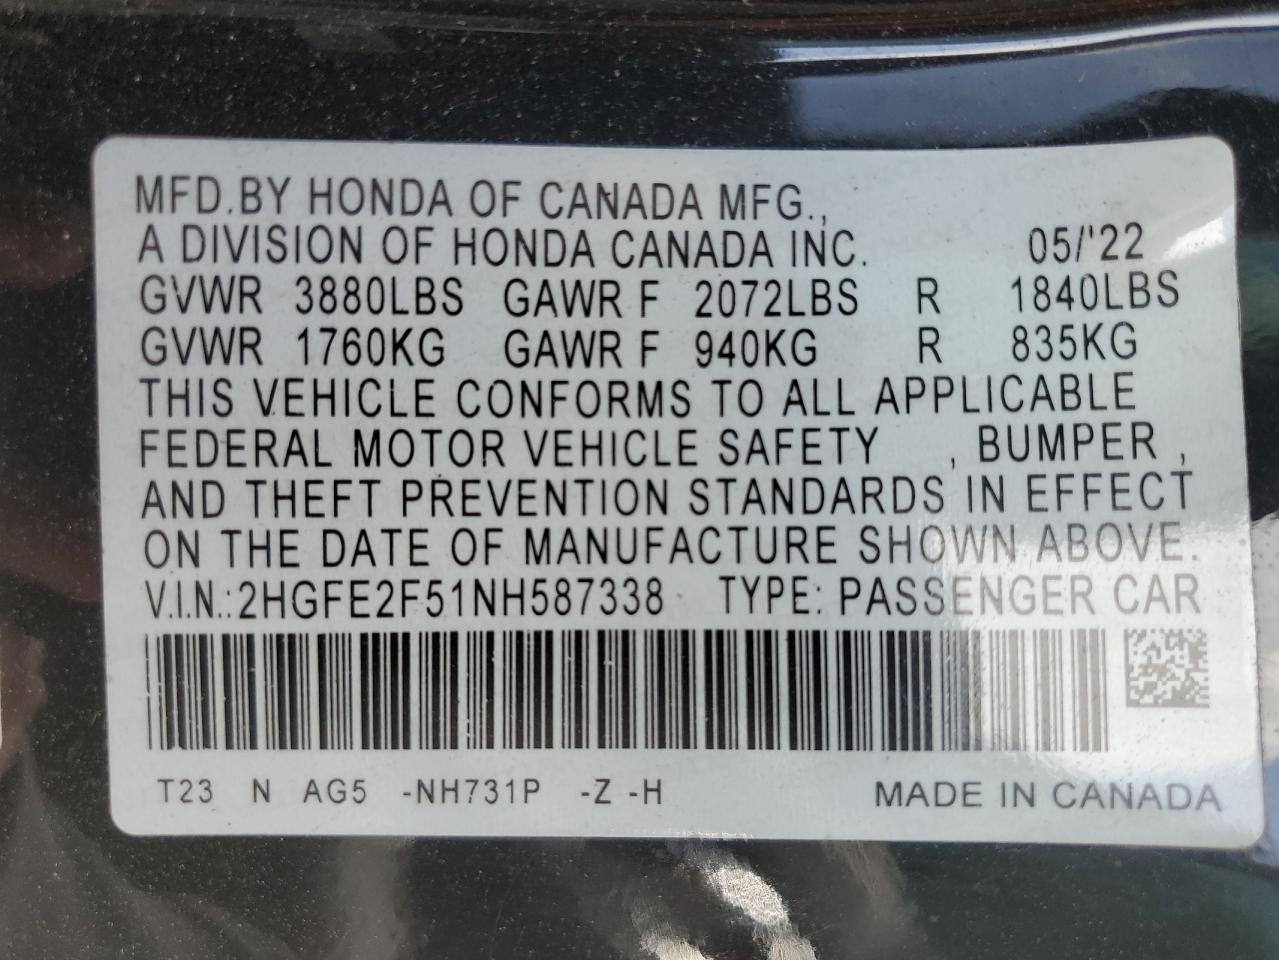 MFD.BY HONDA OF CANADA MFG.,
A DIVISION OF HONDA CANADA INC. 05/'22
GVWR 3880LBS GAWR F 2072LBS R 1840LBS
GVWR 1760KG GAWR F 940KG R 835KG
THIS VEHICLE CONFORMS TO ALL APPLICABLE
FEDERAL MOTOR VEHICLE SAFETY , BUMPER ,
AND THEFT PREVENTION STANDARDS IN EFFECT
ON THE DATE OF MANUFACTURE SHOWN ABOVE.
V.I.N.:2HGFE2F51NH587338 TYPE: PASSENGER CAR
T23 N AG5 -NH731P -Z -H MADE IN CANADA